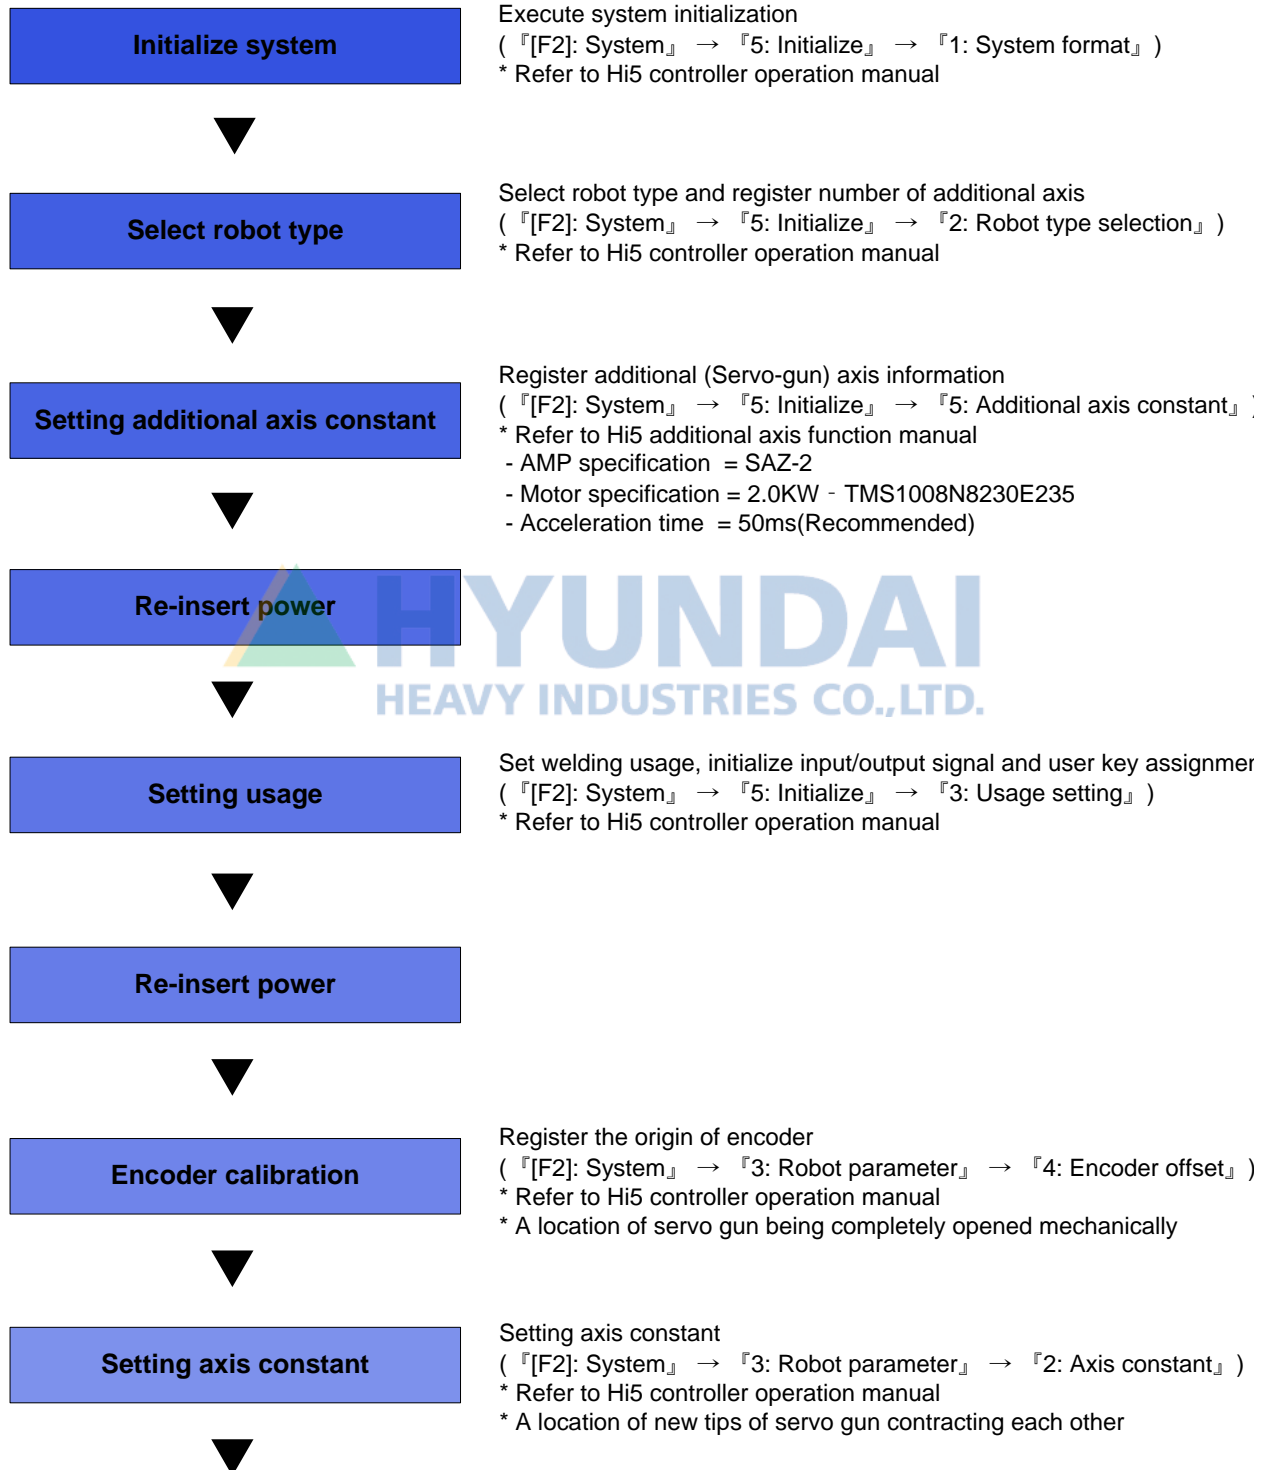 Initialize system
Execute system initialization
(『[F2]: System』 → 『5: Initialize』 → 『1: System format』)
* Refer to Hi5 controller operation manual
Select robot type
Select robot type and register number of additional axis
(『[F2]: System』 → 『5: Initialize』 → 『2: Robot type selection』)
* Refer to Hi5 controller operation manual
Setting additional axis constant
Register additional (Servo-gun) axis information
(『[F2]: System』 → 『5: Initialize』 → 『5: Additional axis constant』)
* Refer to Hi5 additional axis function manual
- AMP specification = SAZ-2
- Motor specification = 2.0KW - TMS1008N8230E235
- Acceleration time = 50ms(Recommended)
Re-insert power
HYUNDAI
HEAVY INDUSTRIES CO.,LTD.
Setting usage
Set welding usage, initialize input/output signal and user key assignmer
(『[F2]: System』 → 『5: Initialize』 → 『3: Usage setting』)
* Refer to Hi5 controller operation manual
Re-insert power
Encoder calibration
Register the origin of encoder
(『[F2]: System』 → 『3: Robot parameter』 → 『4: Encoder offset』)
* Refer to Hi5 controller operation manual
* A location of servo gun being completely opened mechanically
Setting axis constant
Setting axis constant
(『[F2]: System』 → 『3: Robot parameter』 → 『2: Axis constant』)
* Refer to Hi5 controller operation manual
* A location of new tips of servo gun contracting each other